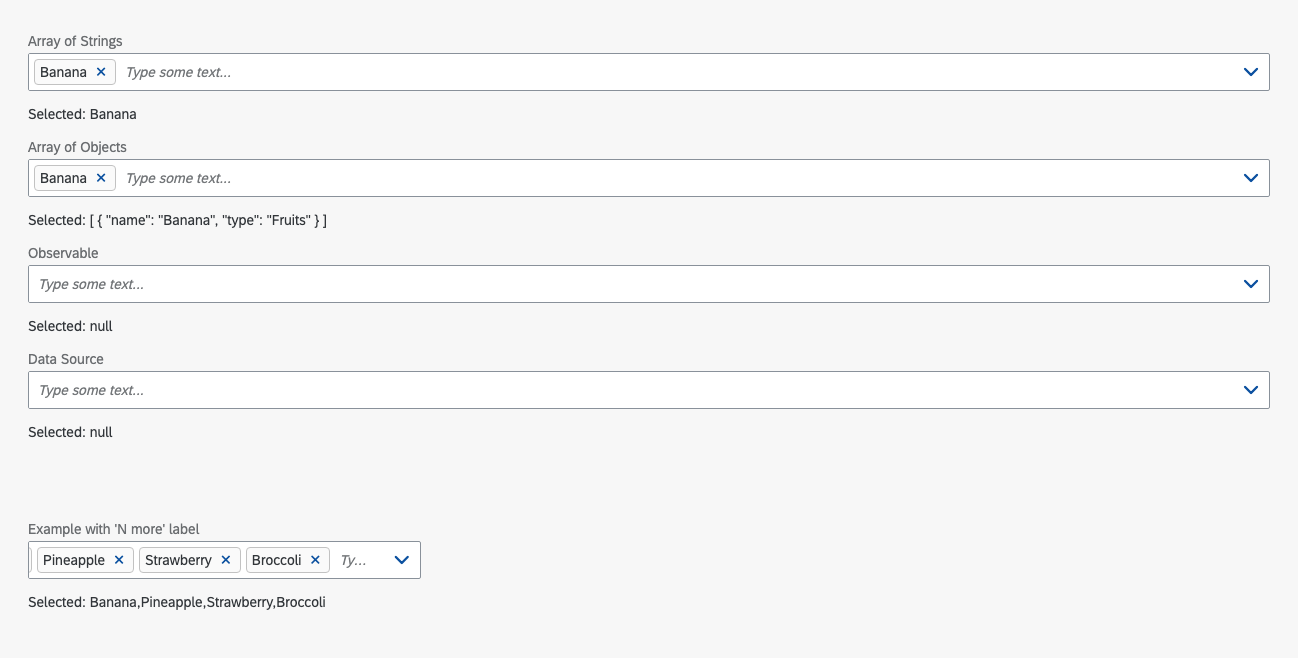 Array of Strings
Banana Type some text...
Selected: Banana
Array of Objects
Banana Type some text...
Selected: [ { "name": "Banana", "type": "Fruits" } ]
Observable
Type some text...
Selected: null
Data Source
Type some text...
Selected: null
Example with 'N more' label
Pineapple Strawberry Broccoli Ty...
Selected: Banana,Pineapple,Strawberry,Broccoli